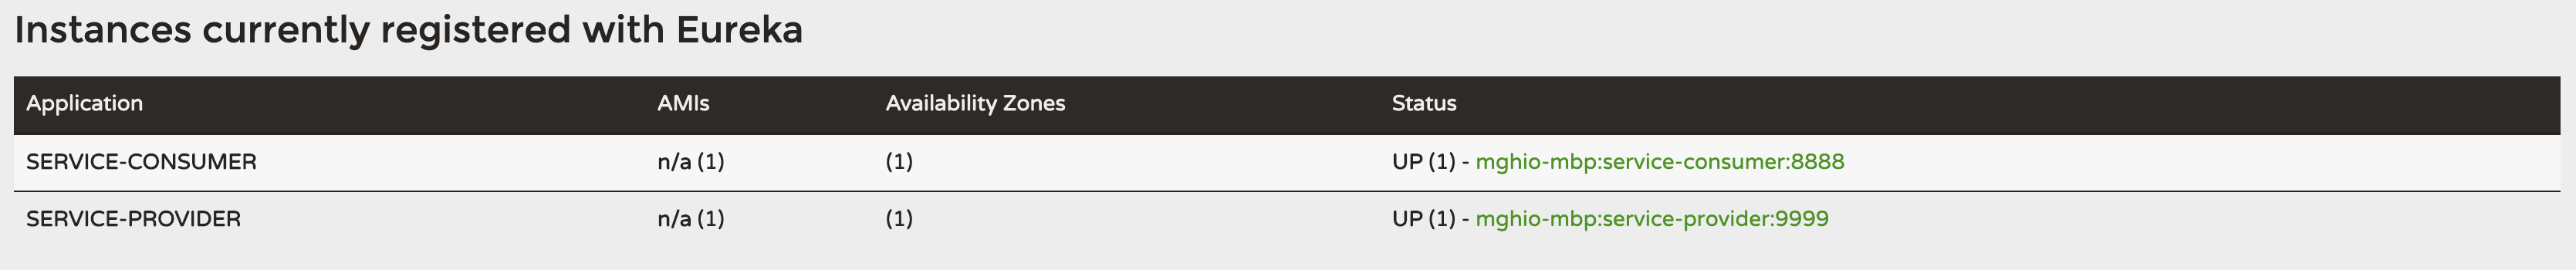 Instances currently registered with Eureka
Application AMIs Availability Zones Status
SERVICE-CONSUMER n/a (1) (1) UP (1) - mghio-mbp:service-consumer:8888
SERVICE-PROVIDER n/a (1) (1) UP (1) - mghio-mbp:service-provider:9999